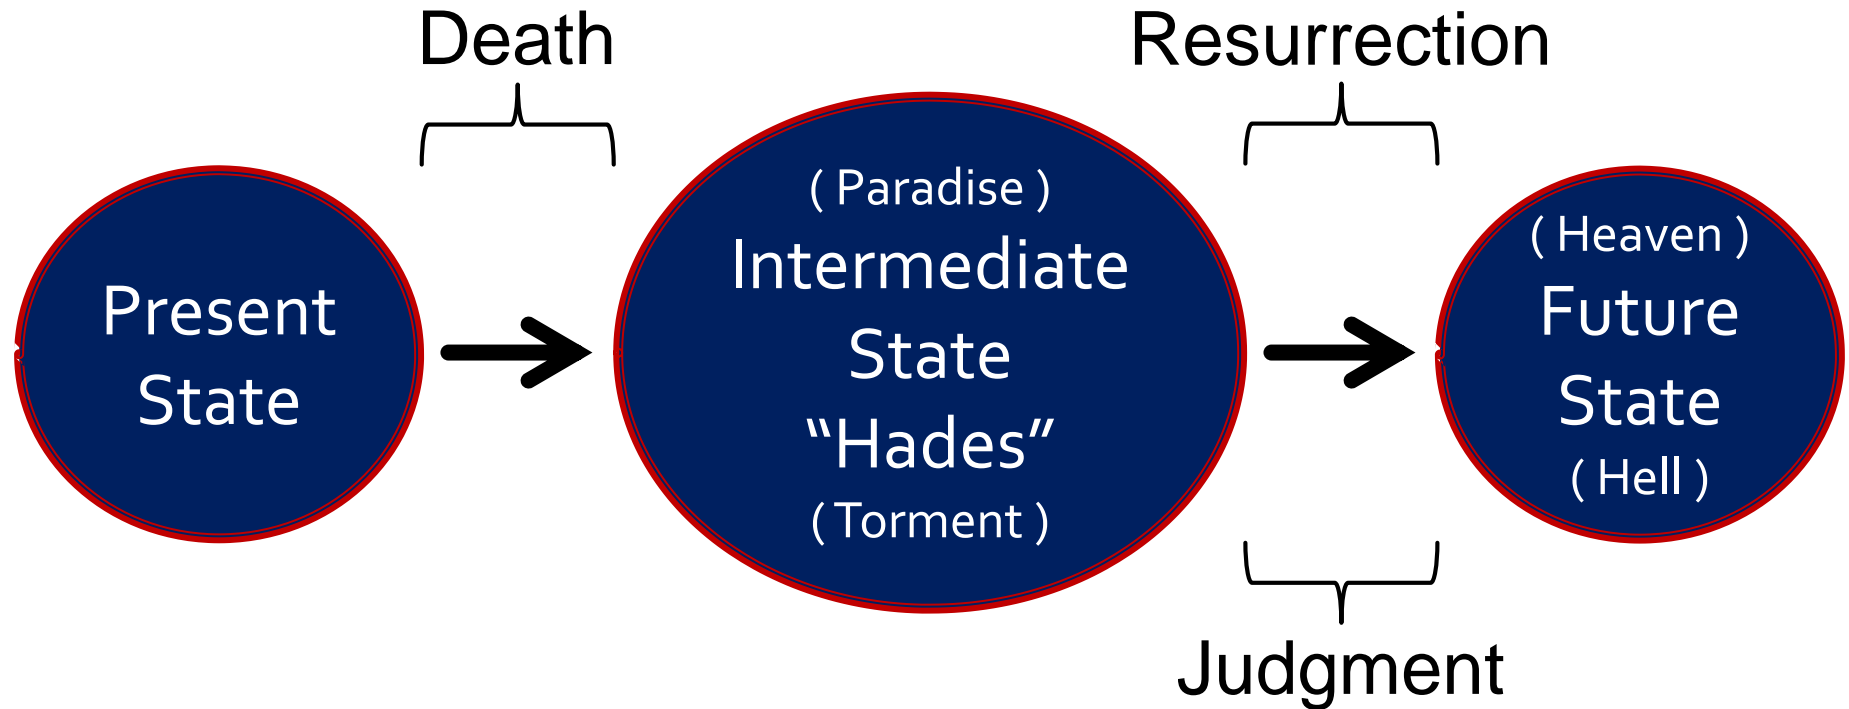 Death
Resurrection
Present
State
( Paradise )
Intermediate
State
“Hades”
( Torment )
( Heaven )
Future
State
( Hell )
Judgment